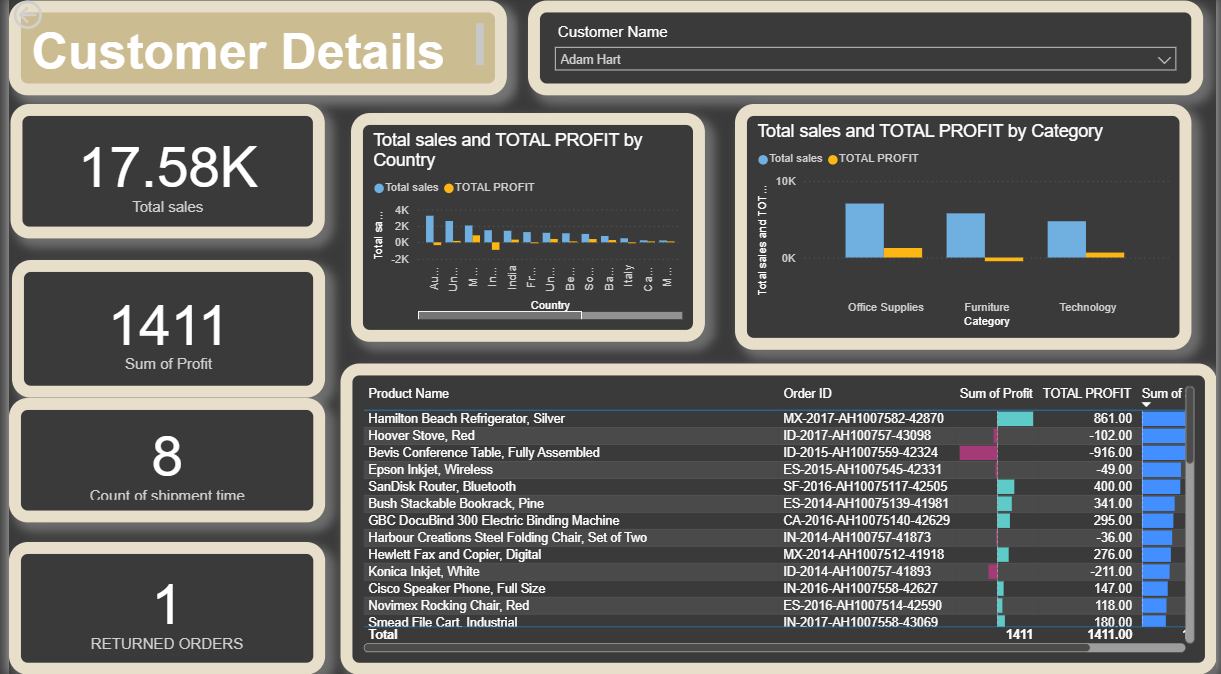 Customer Details
Customer Name
Adam Hart
17.58K
Total sales
1411
Sum of Profit
8
Count of shipment time
1
RETURNED ORDERS
Total sales and TOTAL PROFIT by
Country
Total sales TOTAL PROFIT
Total sa...
4K
2K
0K
-2K
Au...
Un...
M...
In...
India
Fr...
Un...
Be...
So...
Ba...
Italy
Ca...
M...
Country
Total sales and TOTAL PROFIT by Category
Total sales TOTAL PROFIT
Total sales and TOT...
10K
0K
Office Supplies Furniture Technology
Category
Product Name Order ID Sum of Profit TOTAL PROFIT Sum of
Hamilton Beach Refrigerator, Silver MX-2017-AH1007582-42870 861.00
Hoover Stove, Red ID-2017-AH100757-43098 -102.00
Bevis Conference Table, Fully Assembled ID-2015-AH1007559-42324 -916.00
Epson Inkjet, Wireless ES-2015-AH1007545-42331 -49.00
SanDisk Router, Bluetooth SF-2016-AH10075117-42505 400.00
Bush Stackable Bookrack, Pine ES-2014-AH10075139-41981 341.00
GBC DocuBind 300 Electric Binding Machine CA-2016-AH10075140-42629 295.00
Harbour Creations Steel Folding Chair, Set of Two IN-2014-AH100757-41873 -36.00
Hewlett Fax and Copier, Digital MX-2014-AH1007512-41918 276.00
Konica Inkjet, White ID-2014-AH100757-41893 -211.00
Cisco Speaker Phone, Full Size IN-2016-AH1007558-42627 147.00
Novimex Rocking Chair, Red ES-2016-AH1007514-42590 118.00
Smead File Cart, Industrial IN-2017-AH1007558-43069 180.00
Total 1411 1411.00